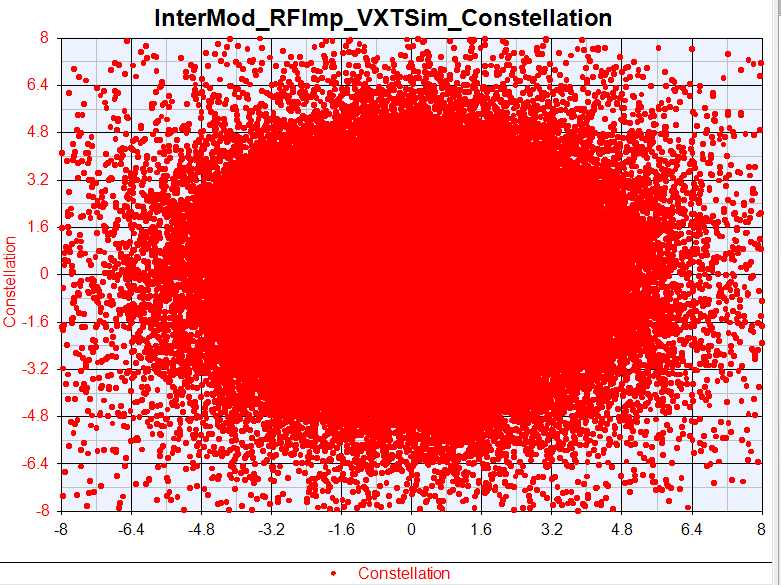 InterMod_RFImp_VXTSim_Constellation
8
6.4
4.8
3.2
1.6
0
-1.6
-3.2
-4.8
-6.4
-8
Constellation
-8 -6.4 -4.8 -3.2 -1.6 0 1.6 3.2 4.8 6.4 8
Constellation